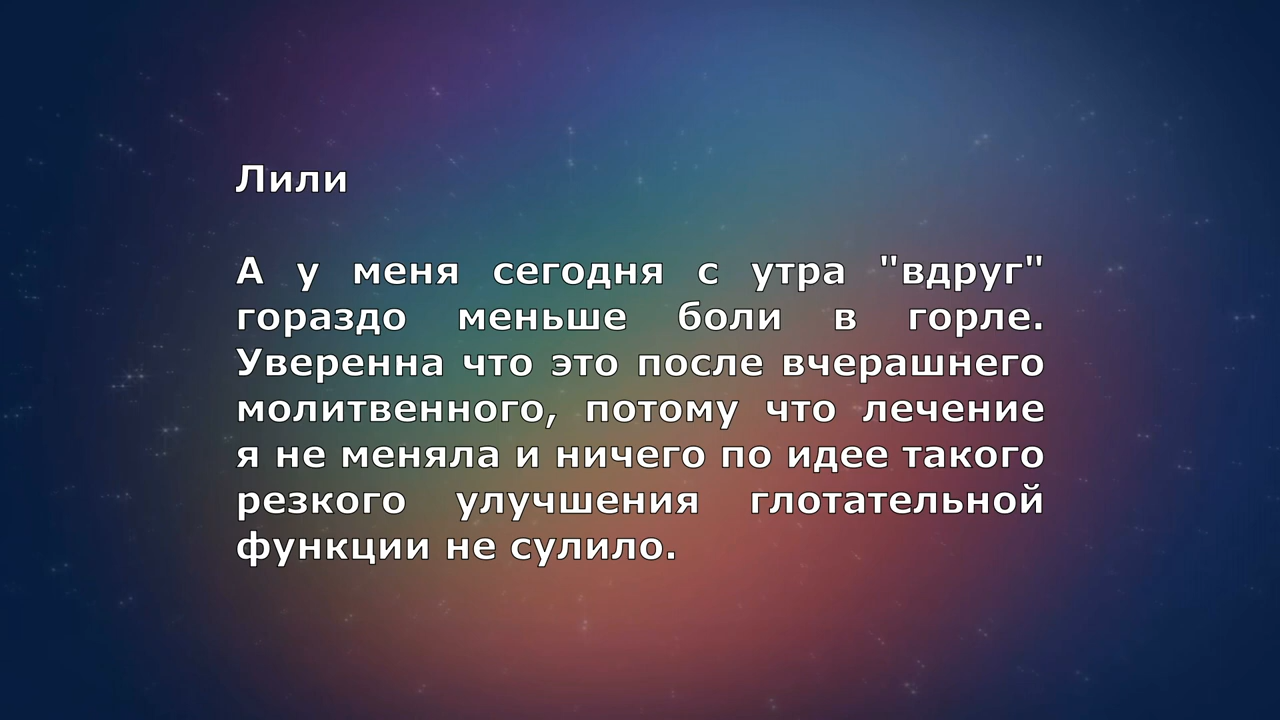 Лили
А у меня сегодня с утра "вдруг"
гораздо меньше боли в горле.
Уверенна что это после вчерашнего
молитвенного, потому что лечение
я не меняла и ничего по идее такого
резкого улучшения глотательной
функции не сулило.